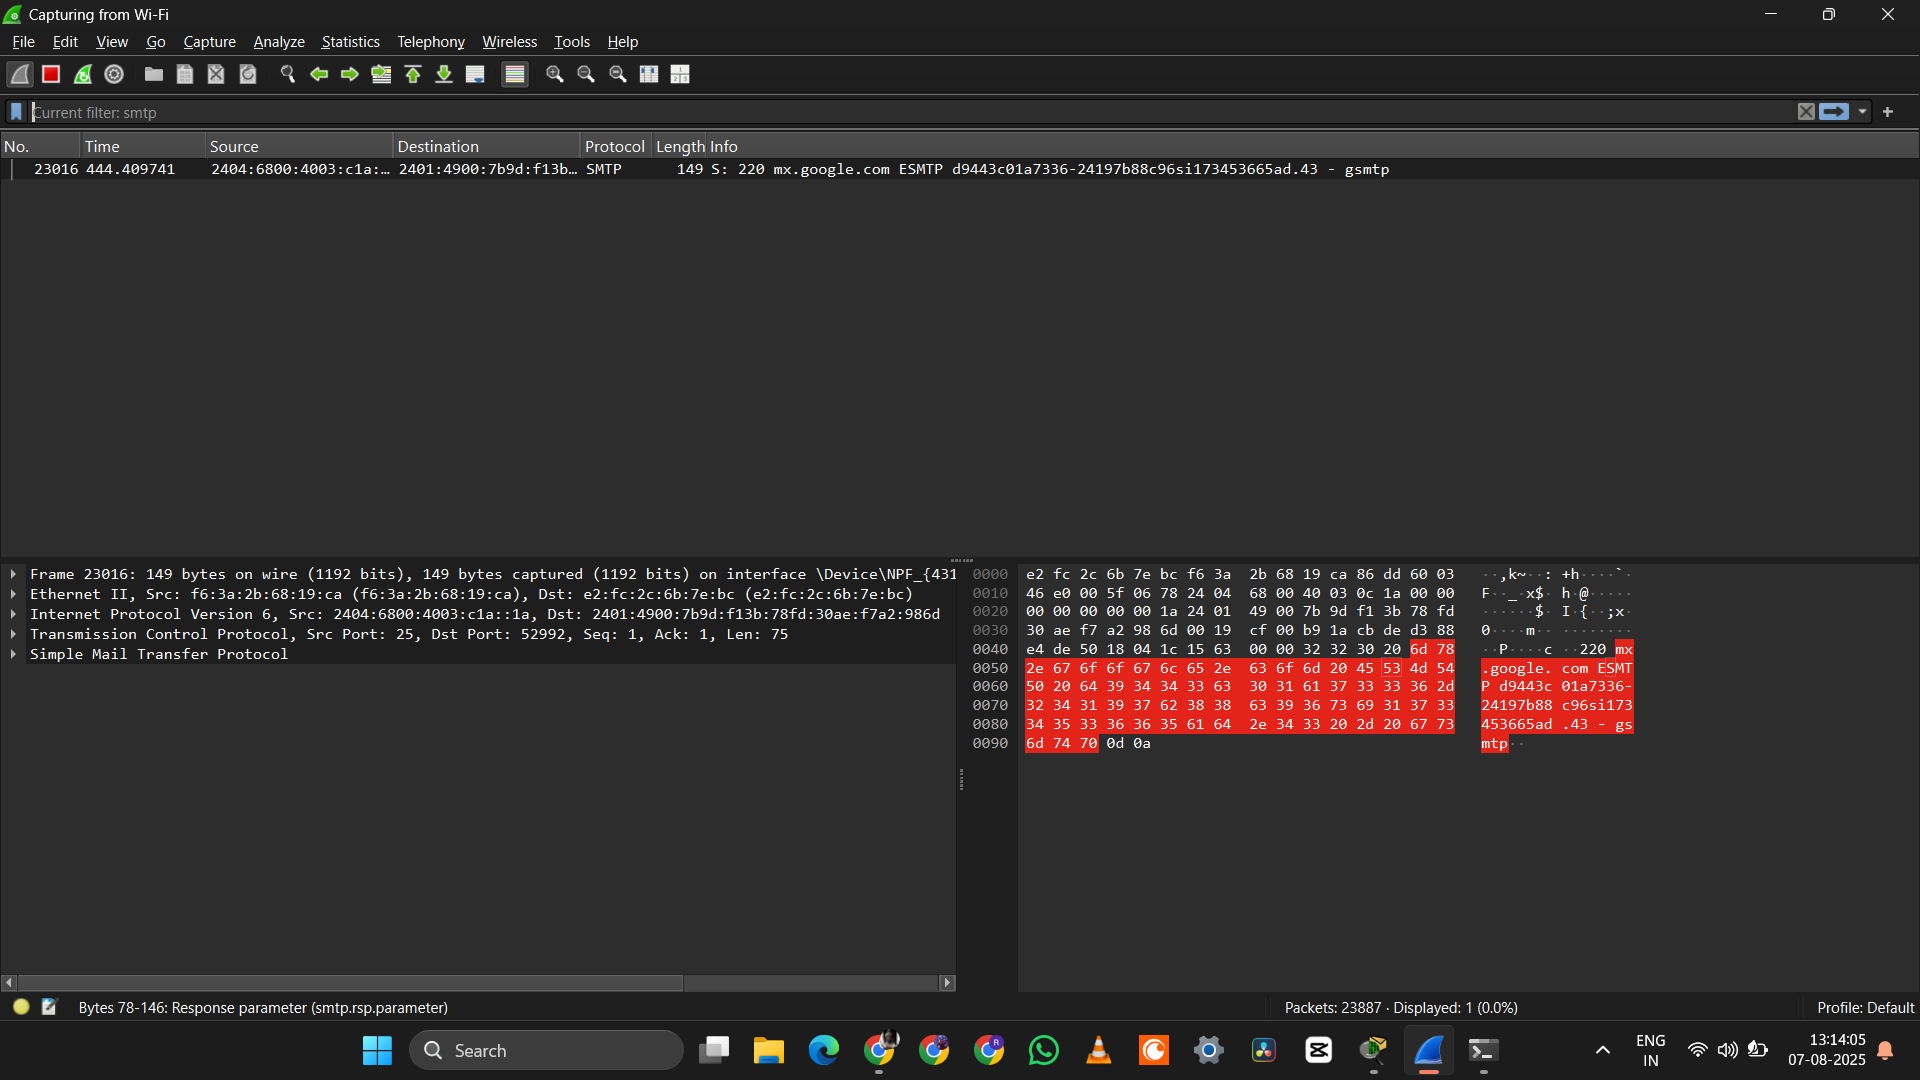 Capturing from Wi-Fi
File Edit View Go Capture Analyze Statistics Telephony Wireless Tools Help
Current filter: smtp
No. Time Source Destination Protocol Length Info
23016 444.409741 2404:6800:4003:c1a:… 2401:4900:7b9d:f13b… SMTP 149 S: 220 mx.google.com ESMTP d9443c01a7336-24197b88c96si173453665ad.43 - gsmtp
Frame 23016: 149 bytes on wire (1192 bits), 149 bytes captured (1192 bits) on interface \Device\NPF_{431
Ethernet II, Src: f6:3a:2b:68:19:ca (f6:3a:2b:68:19:ca), Dst: e2:fc:2c:6b:7e:bc (e2:fc:2c:6b:7e:bc)
Internet Protocol Version 6, Src: 2404:6800:4003:c1a::1a, Dst: 2401:4900:7b9d:f13b:78fd:30ae:f7a2:986d
Transmission Control Protocol, Src Port: 25, Dst Port: 52992, Seq: 1, Ack: 1, Len: 75
Simple Mail Transfer Protocol
0000 e2 fc 2c 6b 7e bc f6 3a 2b 68 19 ca 86 dd 60 03 ··,k~··: +h····`·
0010 46 e0 00 5f 06 78 24 04 68 00 40 03 0c 1a 00 00 F··_·x$· h·@·····
0020 00 00 00 00 00 1a 24 01 49 00 7b 9d f1 3b 78 fd ······$· I·{··;x·
0030 30 ae f7 a2 98 6d 00 19 cf 00 b9 1a cb de d3 88 0····m·· ········
0040 e4 de 50 18 04 1c 15 63 00 00 32 32 30 20 6d 78 ··P····c ··220 mx
0050 2e 67 6f 6f 67 6c 65 2e 63 6f 6d 20 45 53 4d 54 .google. com ESMT
0060 50 20 64 39 34 34 33 63 30 31 61 37 33 33 36 2d P d9443c 01a7336-
0070 32 34 31 39 37 62 38 38 63 39 36 73 69 31 37 33 24197b88 c96si173
0080 34 35 33 36 36 35 61 64 2e 34 33 20 2d 20 67 73 453665ad .43 - gs
0090 6d 74 70 0d 0a mtp··
Bytes 78-146: Response parameter (smtp.rsp.parameter)
Packets: 23887 · Displayed: 1 (0.0%)
Profile: Default
Search
ENG
IN
13:14:05
07-08-2025